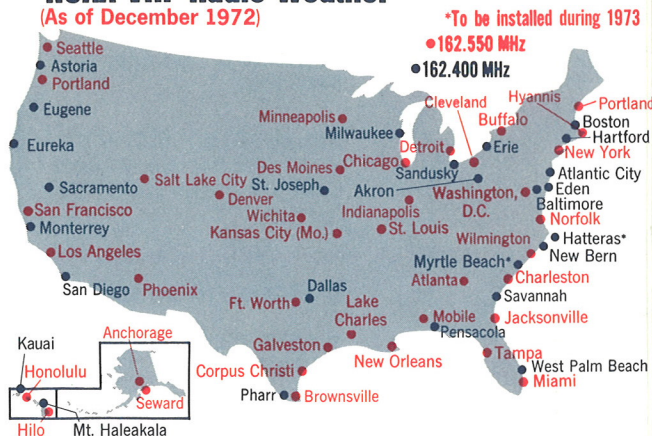 (As of December 1972)
*To be installed during 1973
162.550 MHz
162.400 MHz
Seattle
Astoria
Portland
Eugene
Eureka
Sacramento
San Francisco
Monterrey
Los Angeles
San Diego
Phoenix
Salt Lake City
Denver
Minneapolis
Milwaukee
Des Moines
Chicago
St. Joseph
Wichita
Kansas City (Mo.)
St. Louis
Indianapolis
Detroit
Sandusky
Akron
Cleveland
Erie
Buffalo
Hyannis
Portland
Boston
Hartford
New York
Atlantic City
Eden
Baltimore
Washington,
D.C.
Norfolk
Hatteras*
New Bern
Wilmington
Myrtle Beach*
Atlanta
Charleston
Savannah
Jacksonville
Mobile
Pensacola
Tampa
West Palm Beach
Miami
Dallas
Ft. Worth
Lake
Charles
Galveston
New Orleans
Corpus Christi
Pharr
Brownsville
Anchorage
Seward
Kauai
Honolulu
Hilo
Mt. Haleakala